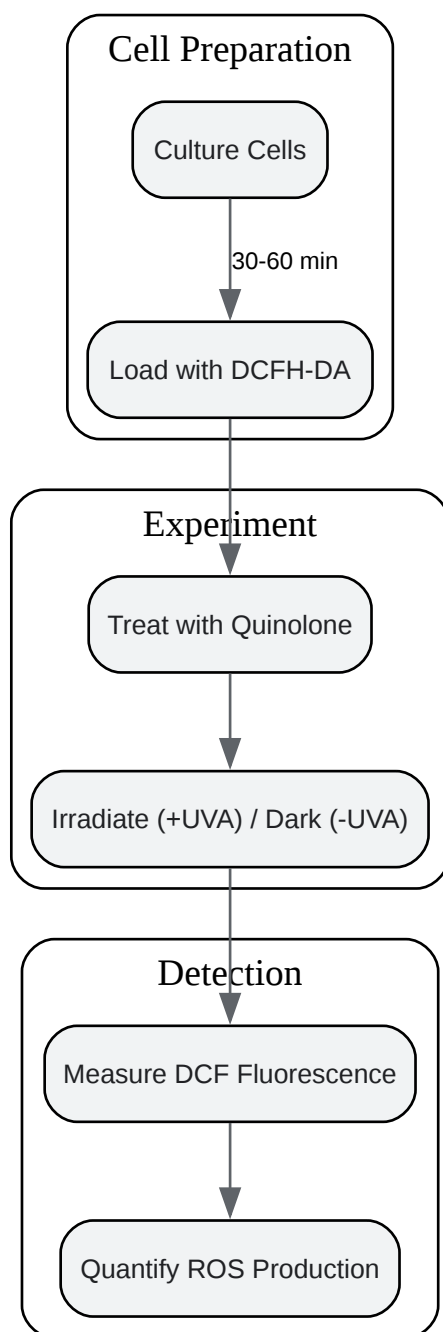 Cell Preparation
Culture Cells
30-60 min
Load with DCFH-DA
Experiment
Treat with Quinolone
Irradiate (+UVA) / Dark (-UVA)
Detection
Measure DCF Fluorescence
Quantify ROS Production